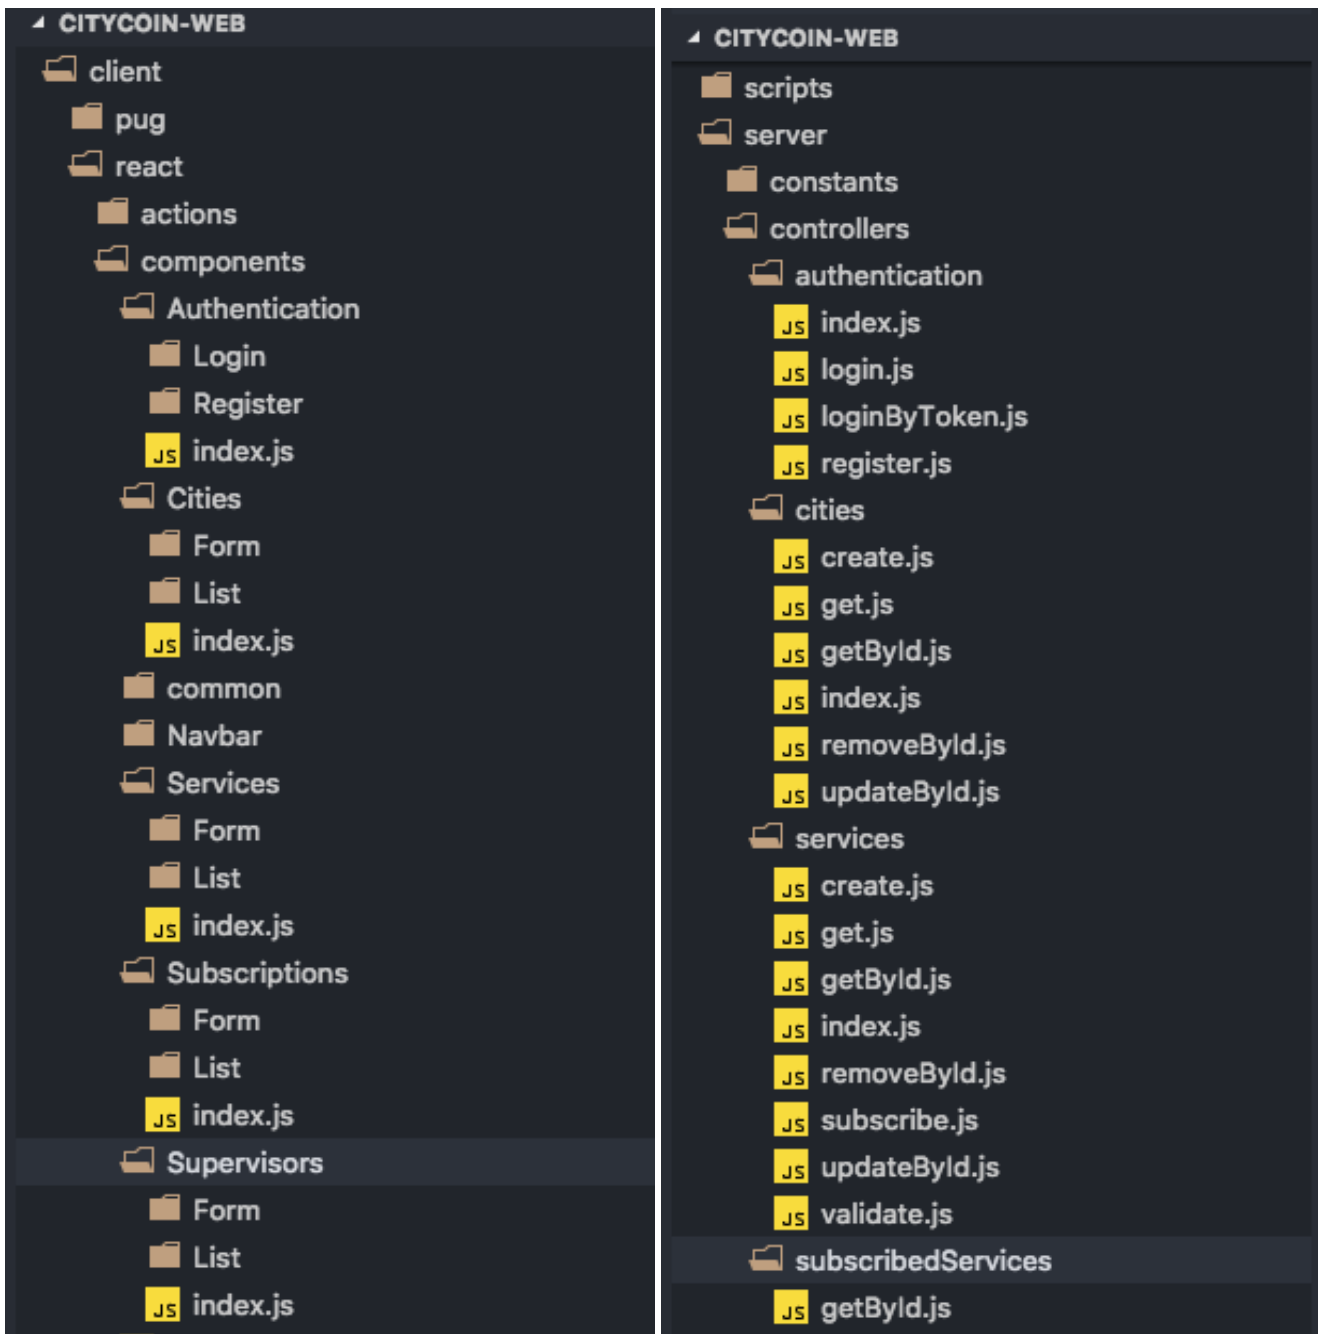 CITYCOIN-WEB
client
pug
react
actions
components
Authentication
Login
Register
JS index.js
Cities
Form
List
JS index.js
common
Navbar
Services
Form
List
JS index.js
Subscriptions
Form
List
JS index.js
Supervisors
Form
List
JS index.js
CITYCOIN-WEB
scripts
server
constants
controllers
authentication
JS index.js
JS login.js
JS loginByToken.js
JS register.js
cities
JS create.js
JS get.js
JS getById.js
JS index.js
JS removeById.js
JS updateById.js
services
JS create.js
JS get.js
JS getById.js
JS index.js
JS removeById.js
JS subscribe.js
JS updateById.js
JS validate.js
subscribedServices
JS getById.js